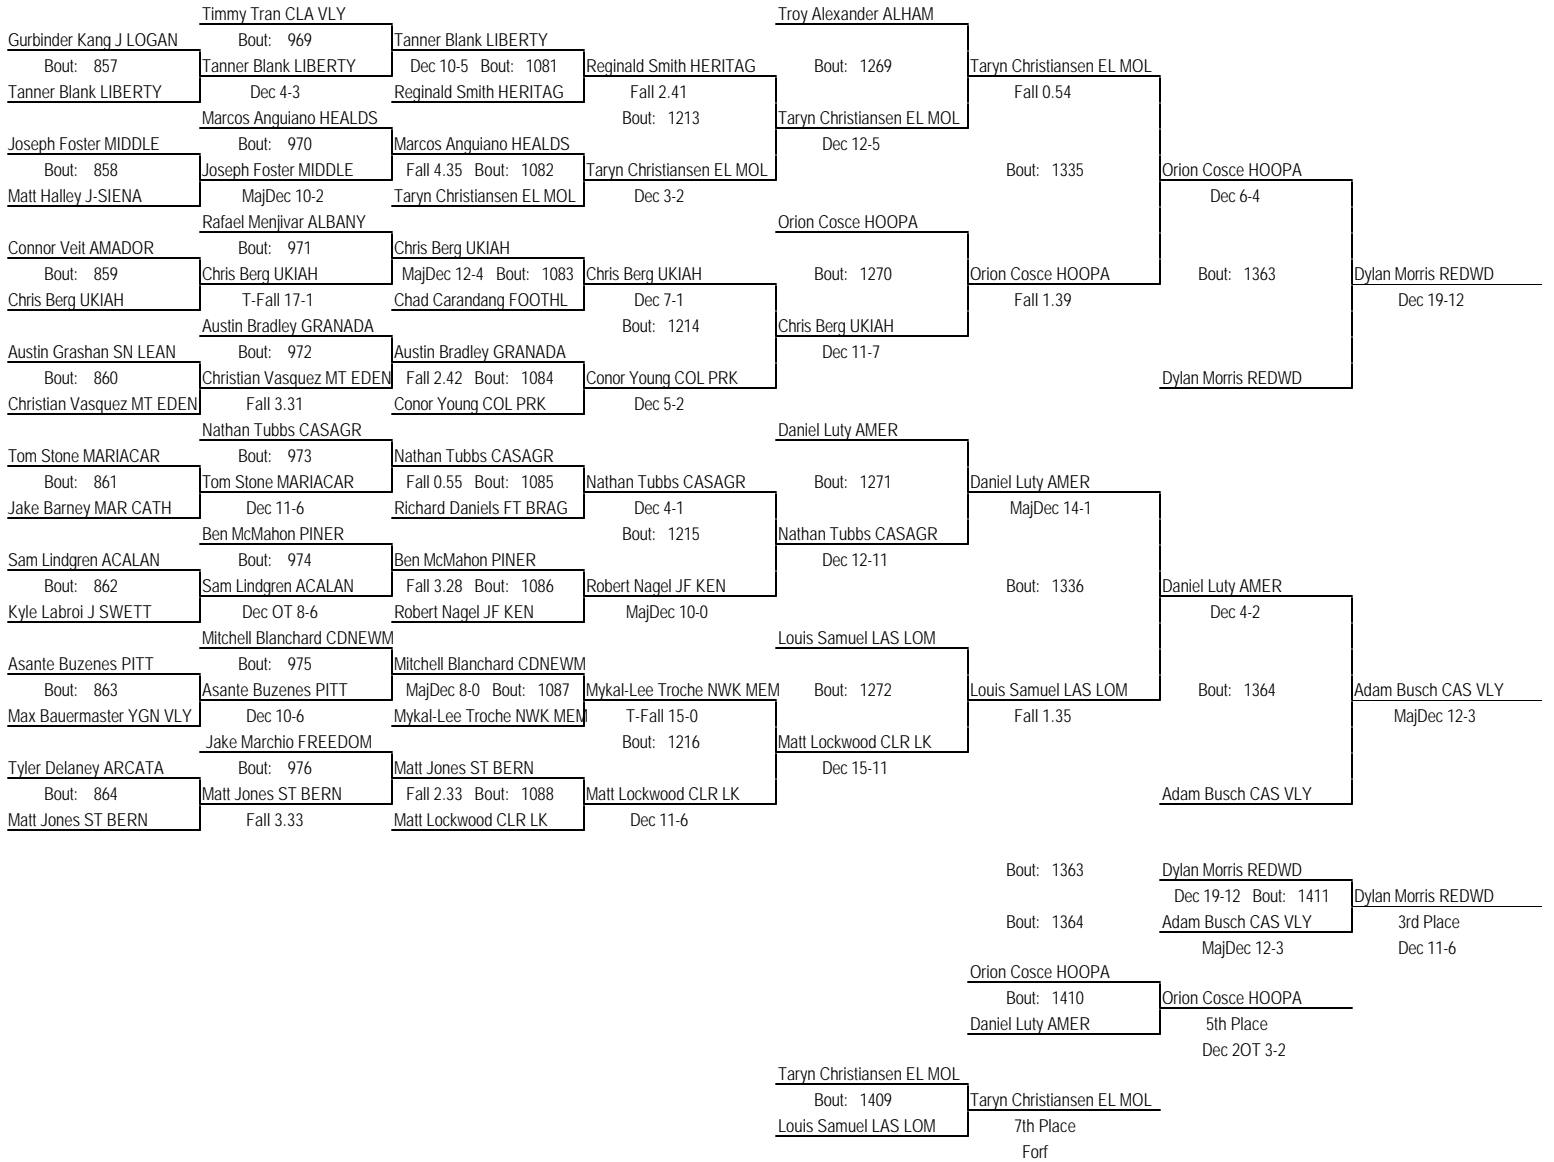 Timmy Tran CLA VLY Troy Alexander ALHAM
Gurbinder Kang J LOGAN Bout: 969 Tanner Blank LIBERTY
Bout: 857 Tanner Blank LIBERTY Dec 10-5 Bout: 1081 Reginald Smith HERITAG Bout: 1269 Taryn Christiansen EL MOL
Tanner Blank LIBERTY Dec 4-3 Reginald Smith HERITAG Fall 2.41 Fall 0.54
Marcos Anguiano HEALDS Bout: 1213 Taryn Christiansen EL MOL
Joseph Foster MIDDLE Bout: 970 Marcos Anguiano HEALDS Dec 12-5
Bout: 858 Joseph Foster MIDDLE Fall 4.35 Bout: 1082 Taryn Christiansen EL MOL Bout: 1335 Orion Cosce HOOPA
Matt Halley J-SIENA MajDec 10-2 Taryn Christiansen EL MOL Dec 3-2 Dec 6-4
Rafael Menjivar ALBANY Orion Cosce HOOPA
Connor Veit AMADOR Bout: 971 Chris Berg UKIAH
Bout: 859 Chris Berg UKIAH MajDec 12-4 Bout: 1083 Chris Berg UKIAH Bout: 1270 Orion Cosce HOOPA Bout: 1363 Dylan Morris REDWD
Chris Berg UKIAH T-Fall 17-1 Chad Carandang FOOTHL Dec 7-1 Fall 1.39 Dec 19-12
Austin Bradley GRANADA Bout: 1214 Chris Berg UKIAH
Austin Grashan SN LEAN Bout: 972 Austin Bradley GRANADA Dec 11-7
Bout: 860 Christian Vasquez MT EDEN Fall 2.42 Bout: 1084 Conor Young COL PRK Dylan Morris REDWD
Christian Vasquez MT EDEN Fall 3.31 Conor Young COL PRK Dec 5-2
Nathan Tubbs CASAGR Daniel Luty AMER
Tom Stone MARIACAR Bout: 973 Nathan Tubbs CASAGR
Bout: 861 Tom Stone MARIACAR Fall 0.55 Bout: 1085 Nathan Tubbs CASAGR Bout: 1271 Daniel Luty AMER
Jake Barney MAR CATH Dec 11-6 Richard Daniels FT BRAG Dec 4-1 MajDec 14-1
Ben McMahon PINER Bout: 1215 Nathan Tubbs CASAGR
Sam Lindgren ACALAN Bout: 974 Ben McMahon PINER Dec 12-11
Bout: 862 Sam Lindgren ACALAN Fall 3.28 Bout: 1086 Robert Nagel JF KEN Bout: 1336 Daniel Luty AMER
Kyle Labroi J SWETT Dec OT 8-6 Robert Nagel JF KEN MajDec 10-0 Dec 4-2
Mitchell Blanchard CDNEWM Louis Samuel LAS LOM
Asante Buzenes PITT Bout: 975 Mitchell Blanchard CDNEWM
Bout: 863 Asante Buzenes PITT MajDec 8-0 Bout: 1087 Mykal-Lee Troche NWK MEM Bout: 1272 Louis Samuel LAS LOM Bout: 1364 Adam Busch CAS VLY
Max Bauermaster YGN VLY Dec 10-6 Mykal-Lee Troche NWK MEM T-Fall 15-0 Fall 1.35 MajDec 12-3
Jake Marchio FREEDOM Bout: 1216 Matt Lockwood CLR LK
Tyler Delaney ARCATA Bout: 976 Matt Jones ST BERN Dec 15-11
Bout: 864 Matt Jones ST BERN Fall 2.33 Bout: 1088 Matt Lockwood CLR LK Adam Busch CAS VLY
Matt Jones ST BERN Fall 3.33 Matt Lockwood CLR LK Dec 11-6
Bout: 1363 Dylan Morris REDWD
Dec 19-12 Bout: 1411 Dylan Morris REDWD
Bout: 1364 Adam Busch CAS VLY 3rd Place
MajDec 12-3 Dec 11-6
Orion Cosce HOOPA
Bout: 1410 Orion Cosce HOOPA
Daniel Luty AMER 5th Place
Dec 2OT 3-2
Taryn Christiansen EL MOL
Bout: 1409 Taryn Christiansen EL MOL
Louis Samuel LAS LOM 7th Place
Forf